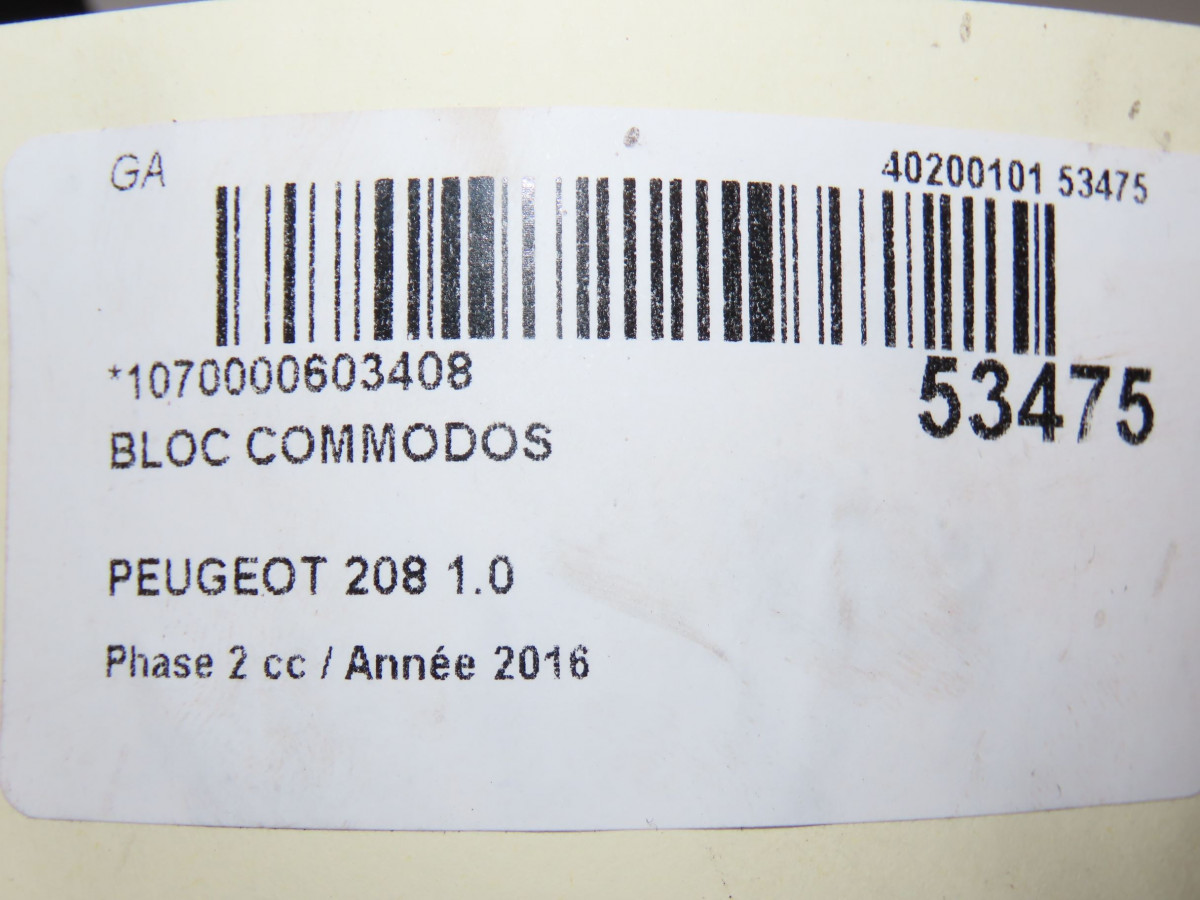 GA
40200101 53475
*1070000603408
53475
BLOC COMMODOS
PEUGEOT 208 1.0
Phase 2 cc / Année 2016